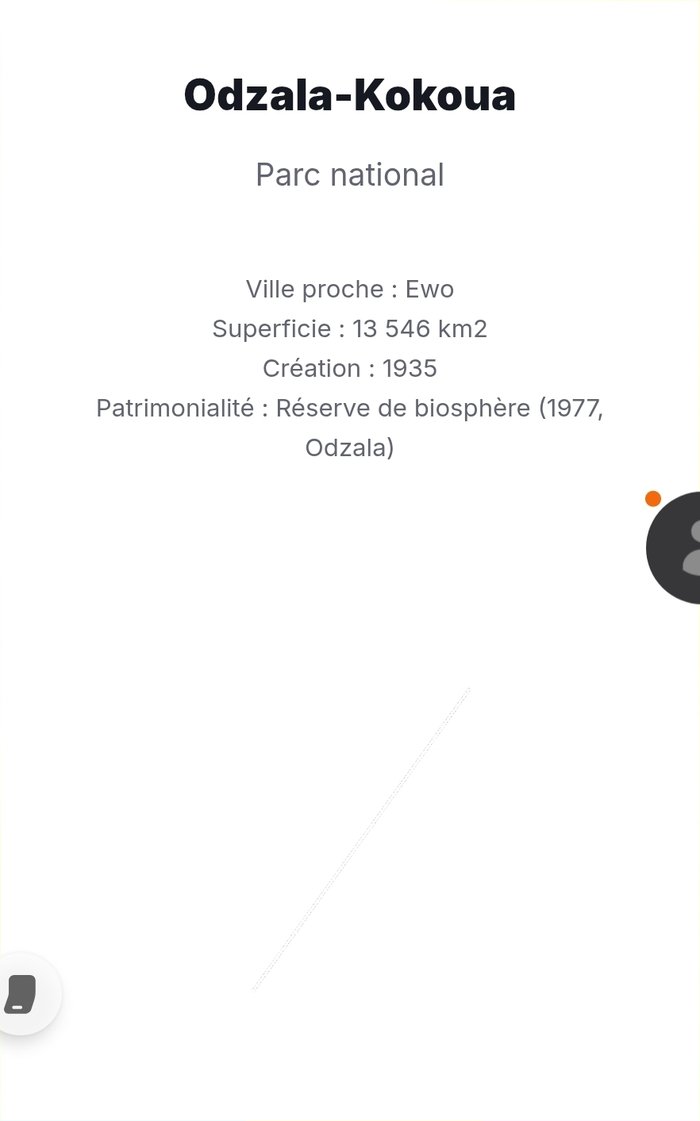 Odzala-Kokoua
Parc national
Ville proche : Ewo
Superficie : 13 546 km2
Création : 1935
Patrimonialité : Réserve de biosphère (1977,
Odzala)